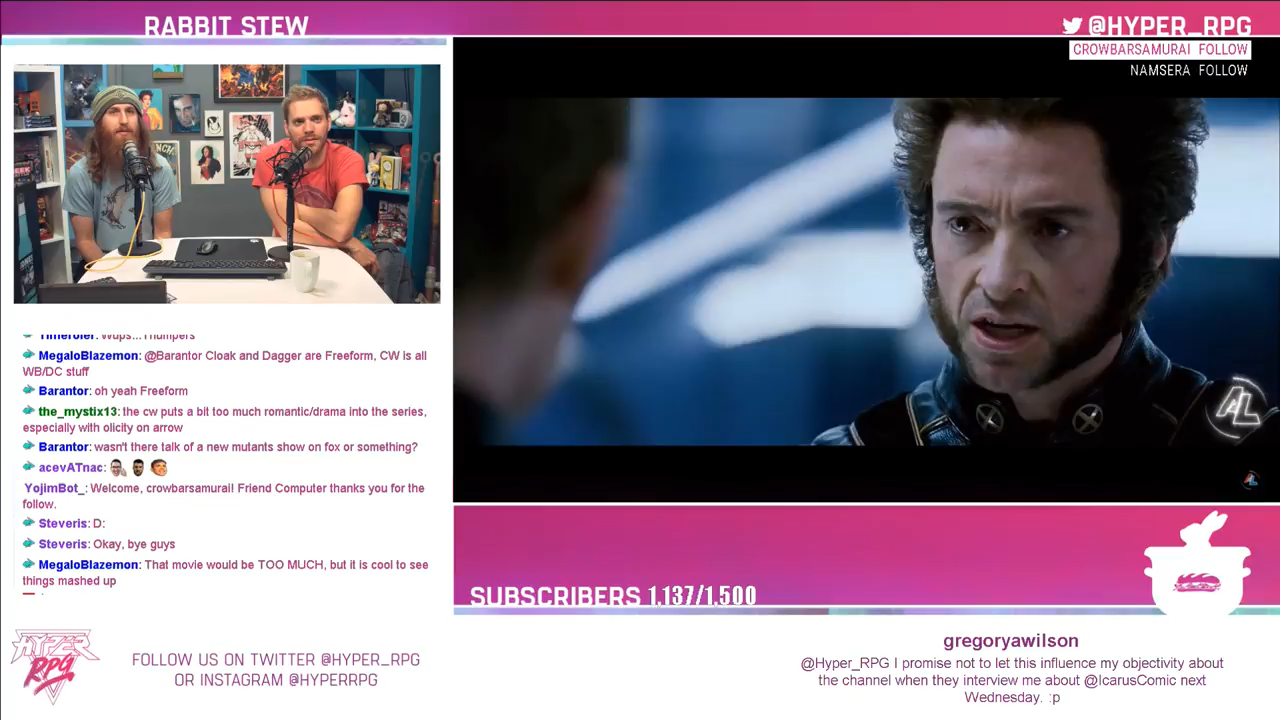 RABBIT STEW
@HYPER_RPG
CROWBARSAMURAI FOLLOW
NAMSERA FOLLOW
AL
Wups...Thumpers
MegaloBlazemon: @Barantor Cloak and Dagger are Freeform, CW is all
WB/DC stuff
Barantor: oh yeah Freeform
the_mystix13: the cw puts a bit too much romantic/drama into the series,
especially with olicity on arrow
Barantor: wasn't there talk of a new mutants show on fox or something?
acevATnac:
YojimBot_: Welcome, crowbarsamurai! Friend Computer thanks you for the
follow.
Steveris: D:
Steveris: Okay, bye guys
MegaloBlazemon: That movie would be TOO MUCH, but it is cool to see
things mashed up
SUBSCRIBERS 1,137/1,500
HYPER
RPG
FOLLOW US ON TWITTER @HYPER_RPG
OR INSTAGRAM @HYPERRPG
gregoryawilson
@Hyper_RPG I promise not to let this influence my objectivity about
the channel when they interview me about @IcarusComic next
Wednesday. :p